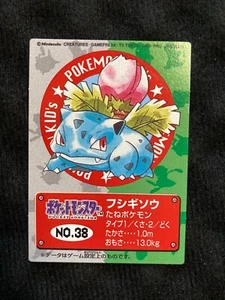 © Nintendo CREATURES GAMEFREAK
POKEMON
KID's
ポケットモンスター
NO.38
フシギソウ
たねポケモン
タイプ1/くさ・2/どく
たかさ・・・・1.0m
おもさ・・・・13.0kg
※データはゲーム設定上のものです。